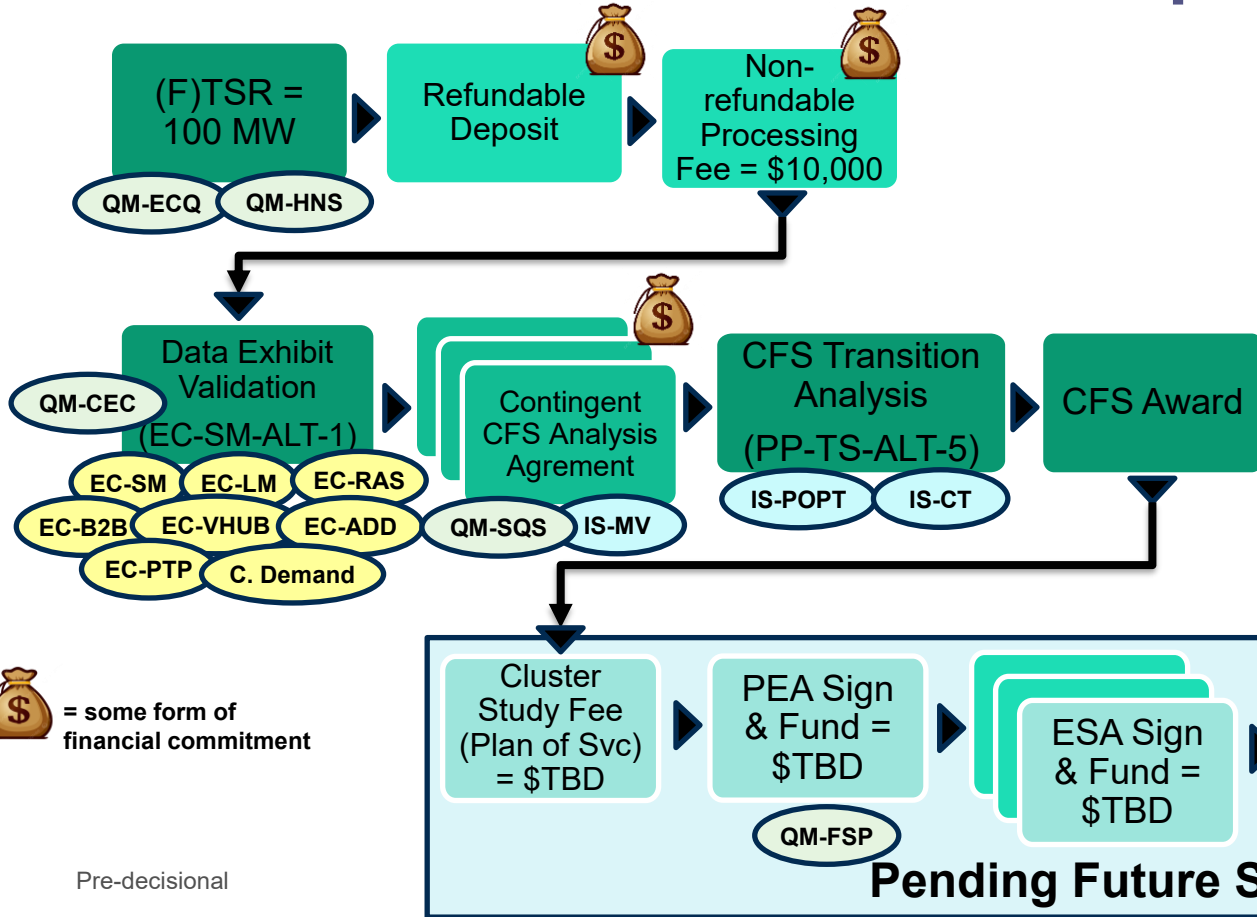 (F)TSR =
100 MW
Refundable
Deposit
$
Non-
refundable
Processing
Fee = $10,000
$
QM-ECQ
QM-HNS
Data Exhibit
Validation
(EC-SM-ALT-1)
QM-CEC
EC-SM
EC-LM
EC-RAS
EC-B2B
EC-VHUB
EC-ADD
EC-PTP
C. Demand
$
Contingent
CFS Analysis
Agrement
QM-SQS
IS-MV
CFS Transition
Analysis
(PP-TS-ALT-5)
IS-POPT
IS-CT
CFS Award
$
= some form of
financial commitment
Cluster
Study Fee
(Plan of Svc)
= $TBD
PEA Sign
& Fund =
$TBD
QM-FSP
ESA Sign
& Fund =
$TBD
Pending Future S
Pre-decisional